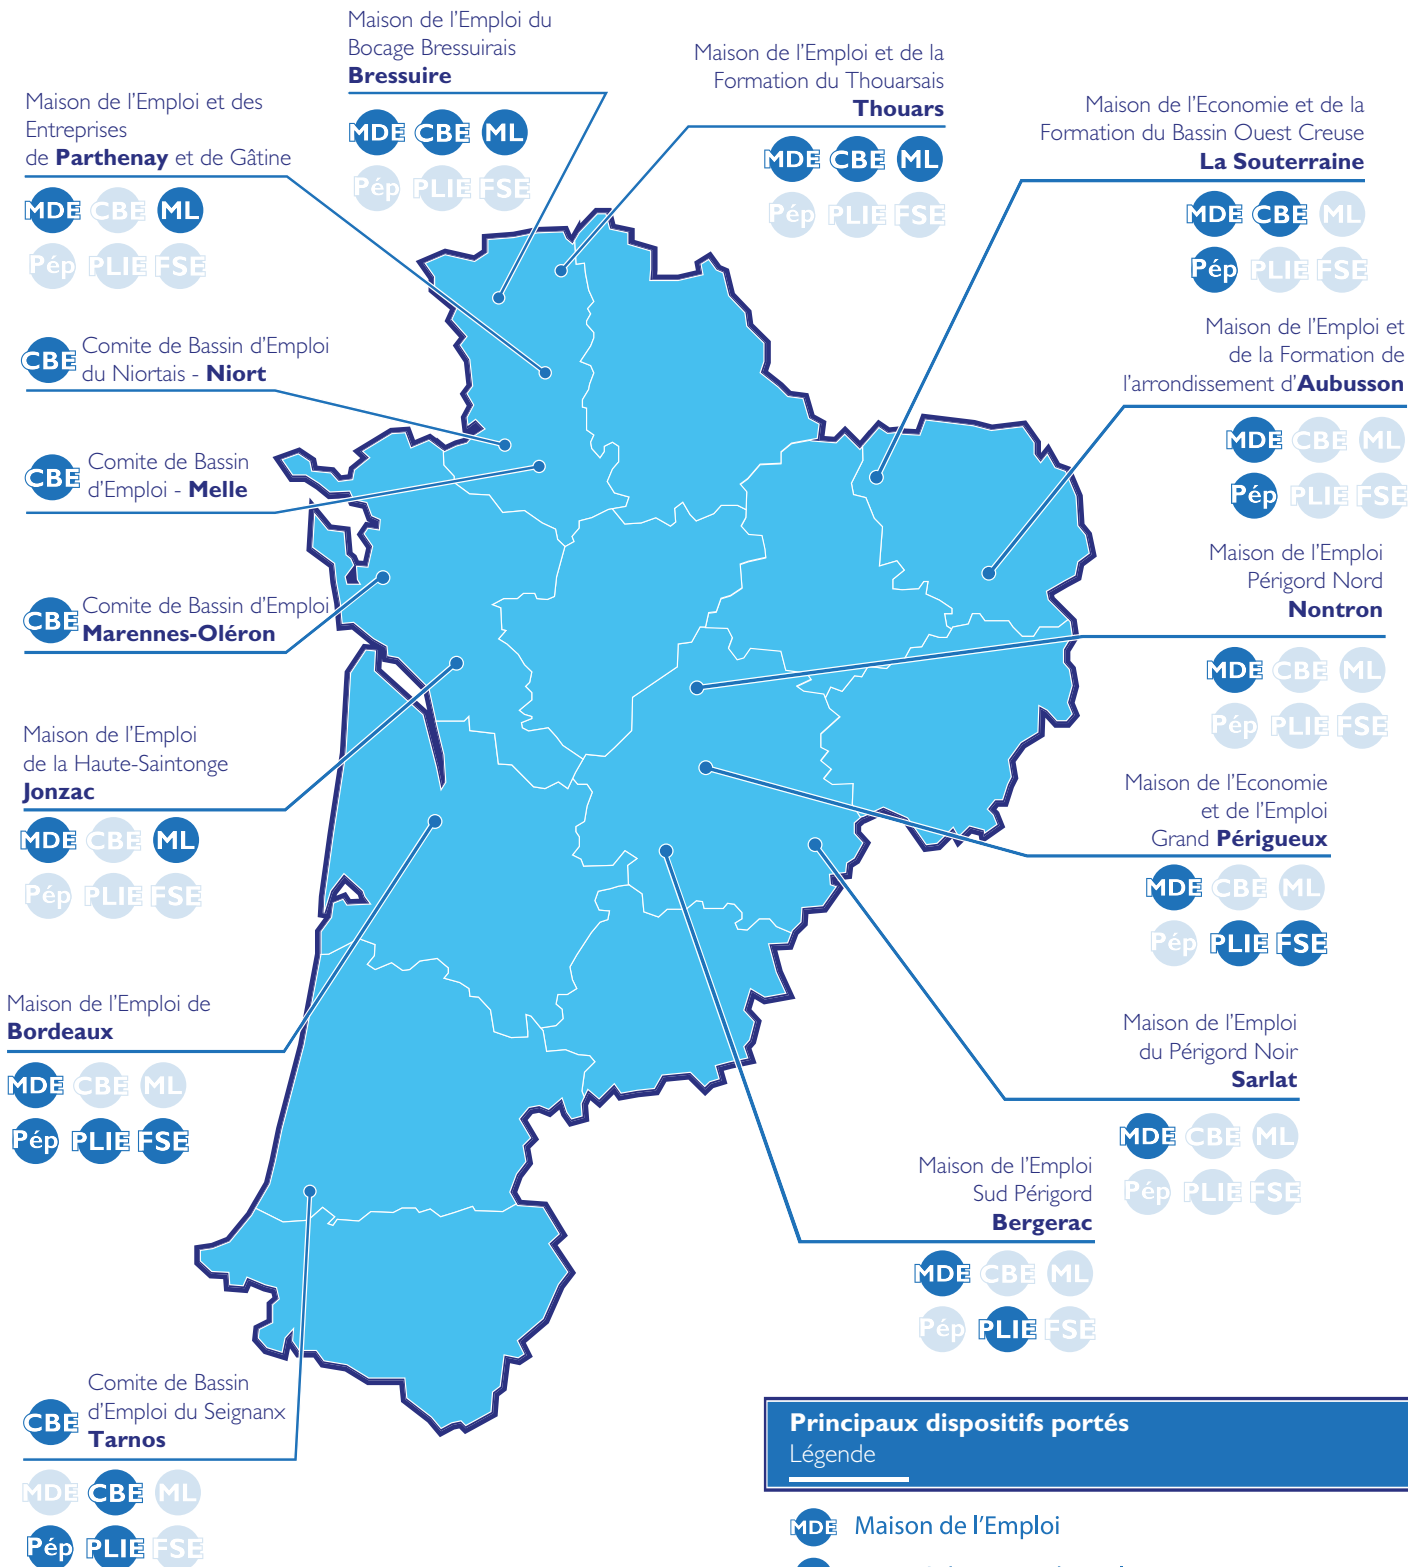 Maison de l'Emploi du
Bocage Bressuirais
Bressuire
MDE CBE ML
Pép PLIE FSE
Maison de l'Emploi et de la
Formation du Thouarsais
Thouars
MDE CBE ML
Pép PLIE FSE
Maison de l'Economie et de la
Formation du Bassin Ouest Creuse
La Souterraine
MDE CBE ML
Pép PLIE FSE
Maison de l'Emploi et des
Entreprises
de Parthenay et de Gâtine
MDE CBE ML
Pép PLIE FSE
CBE Comite de Bassin d'Emploi
du Niortais - Niort
CBE Comite de Bassin
d'Emploi - Melle
CBE Comite de Bassin d'Emploi
Marennes-Oléron
Maison de l'Emploi
de la Haute-Saintonge
Jonzac
MDE CBE ML
Pép PLIE FSE
Maison de l'Emploi de
Bordeaux
MDE CBE ML
Pép PLIE FSE
CBE Comite de Bassin
d'Emploi du Seignanx
Tarnos
MDE CBE ML
Pép PLIE FSE
Maison de l'Emploi et
de la Formation de
l'arrondissement d'Aubusson
MDE CBE ML
Pép PLIE FSE
Maison de l'Emploi
Périgord Nord
Nontron
MDE CBE ML
Pép PLIE FSE
Maison de l'Economie
et de l'Emploi
Grand Périgueux
MDE CBE ML
Pép PLIE FSE
Maison de l'Emploi
du Périgord Noir
Sarlat
MDE CBE ML
Pép PLIE FSE
Maison de l'Emploi
Sud Périgord
Bergerac
MDE CBE ML
Pép PLIE FSE
Principaux dispositifs portés
Légende
MDE Maison de l'Emploi